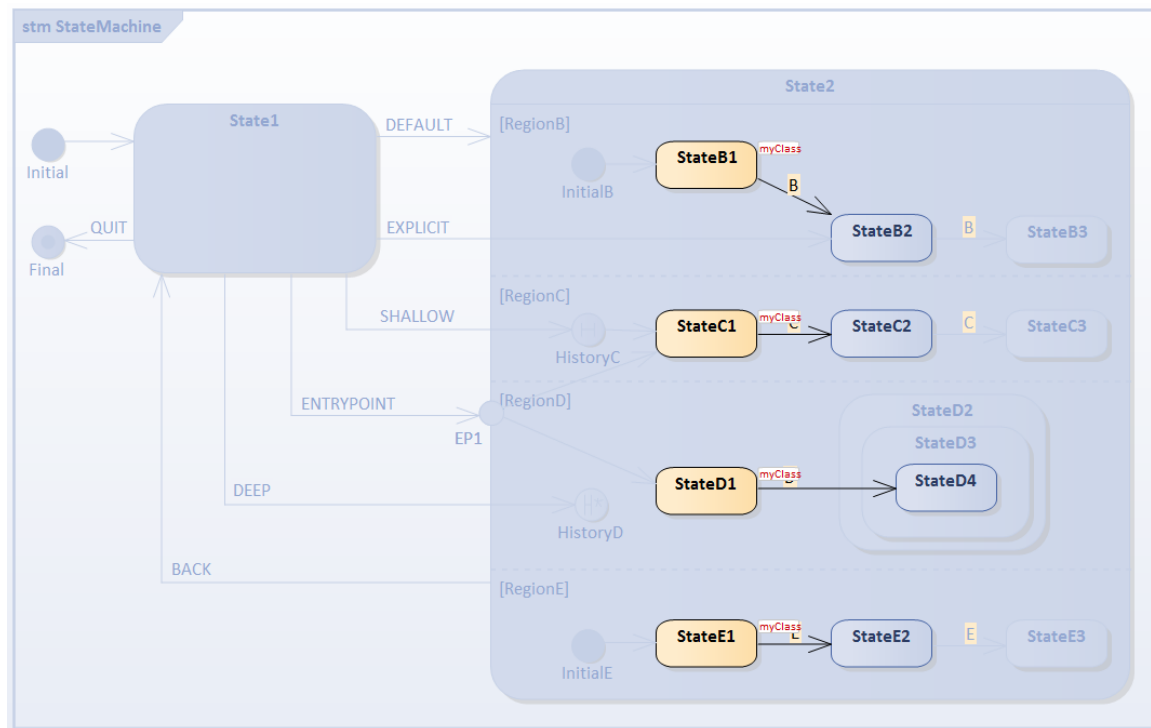 stm StateMachine
State2
State1
[RegionB]
DEFAULT
Initial
InitialB
StateB1
myClass
B
QUIT
EXPLICIT
StateB2
B
StateB3
Final
[RegionC]
SHALLOW
HistoryC
StateC1
myClass
C
StateC2
C
StateC3
ENTRYPOINT
[RegionD]
EP1
StateD2
StateD3
StateD1
myClass
D
StateD4
DEEP
HistoryD
BACK
[RegionE]
InitialE
StateE1
myClass
E
StateE2
E
StateE3